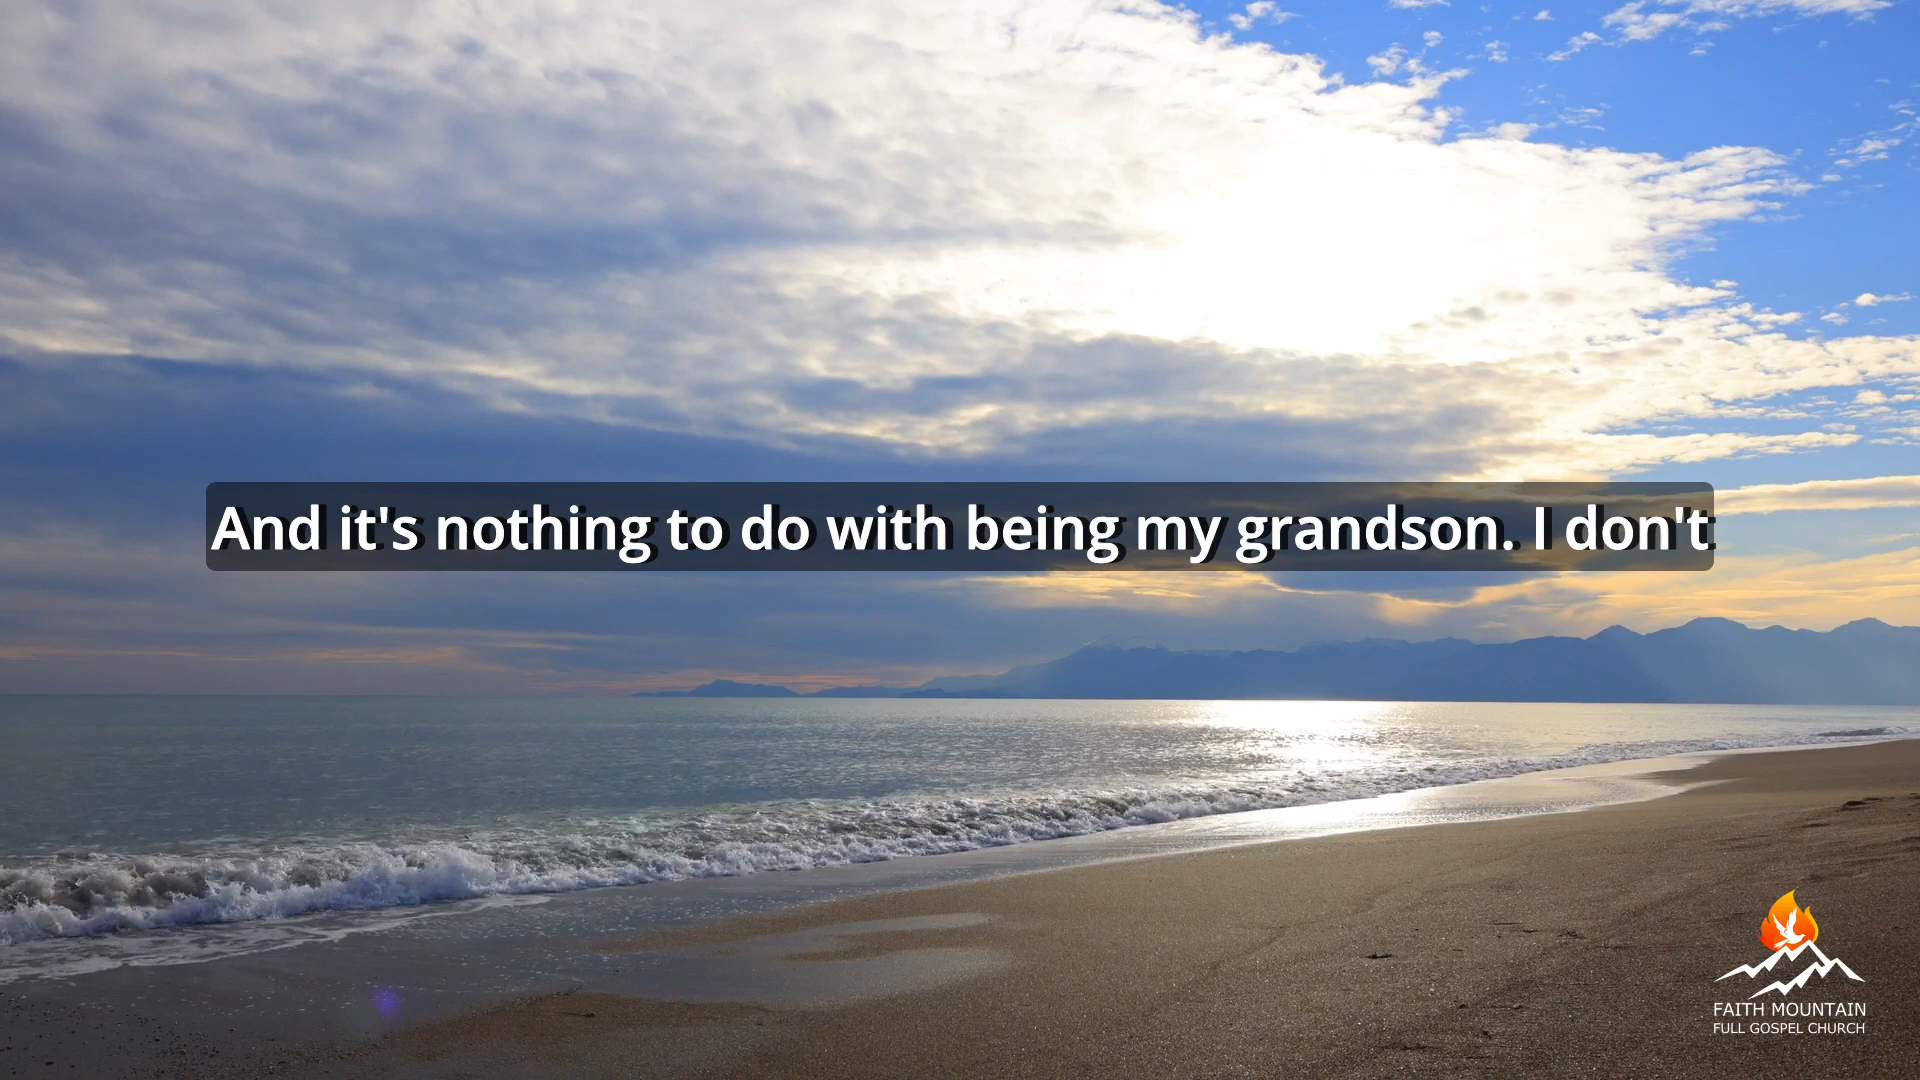 And it's nothing to do with being my grandson. I don't
FAITH MOUNTAIN
FULL GOSPEL CHURCH